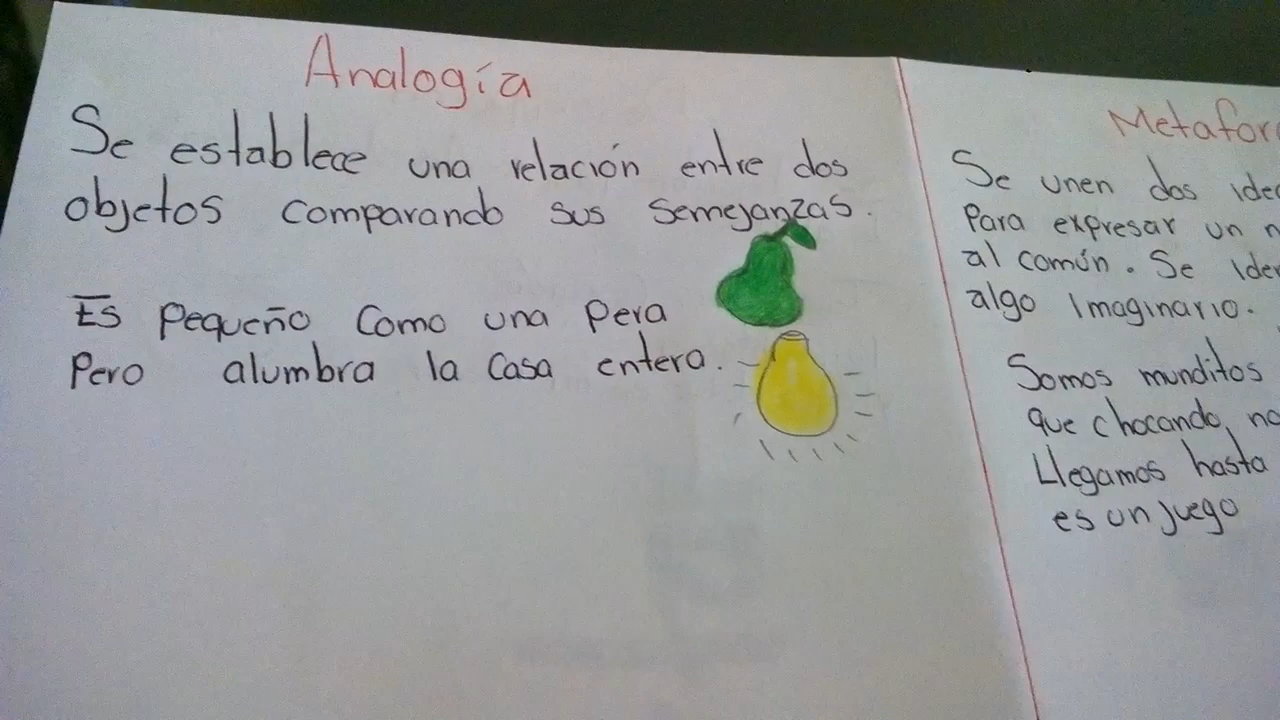 Analogía
Se establece una relación entre dos
objetos comparando sus semejanzas.
Es pequeño como una pera
Pero alumbra la casa entera.
Se unen dos
Para expresar un
al común. Se
algo Imaginario.
Somos munditos
que chocando,
Llegamos hasta
es un juego